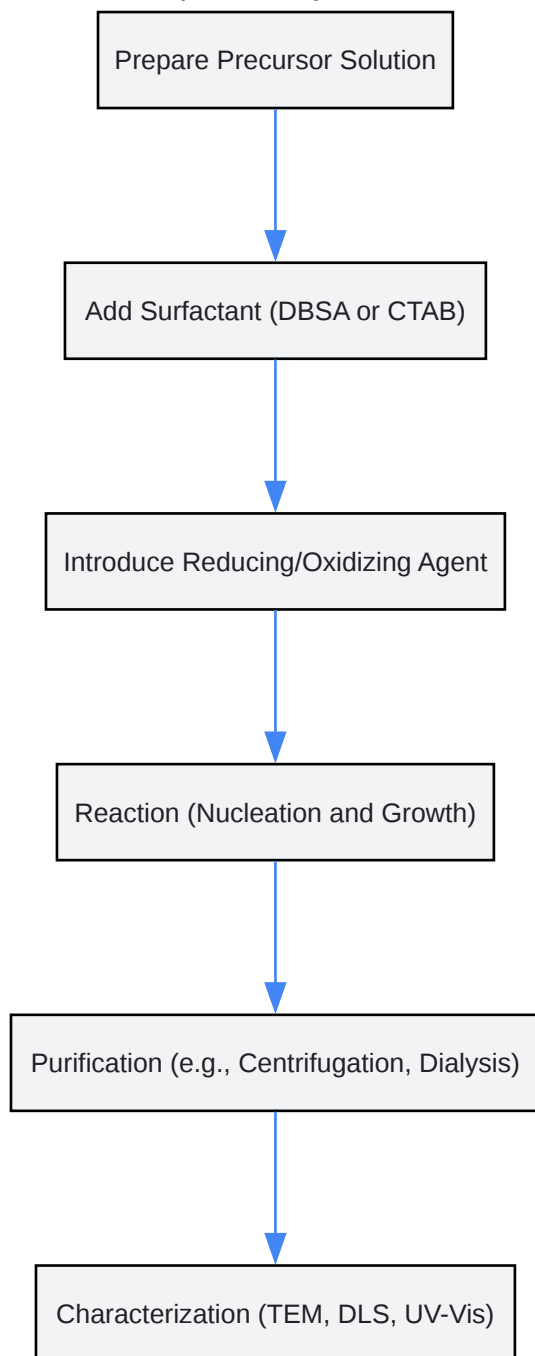 Prepare Precursor Solution
Add Surfactant (DBSA or CTAB)
Introduce Reducing/Oxidizing Agent
Reaction (Nucleation and Growth)
Purification (e.g., Centrifugation, Dialysis)
Characterization (TEM, DLS, UV-Vis)